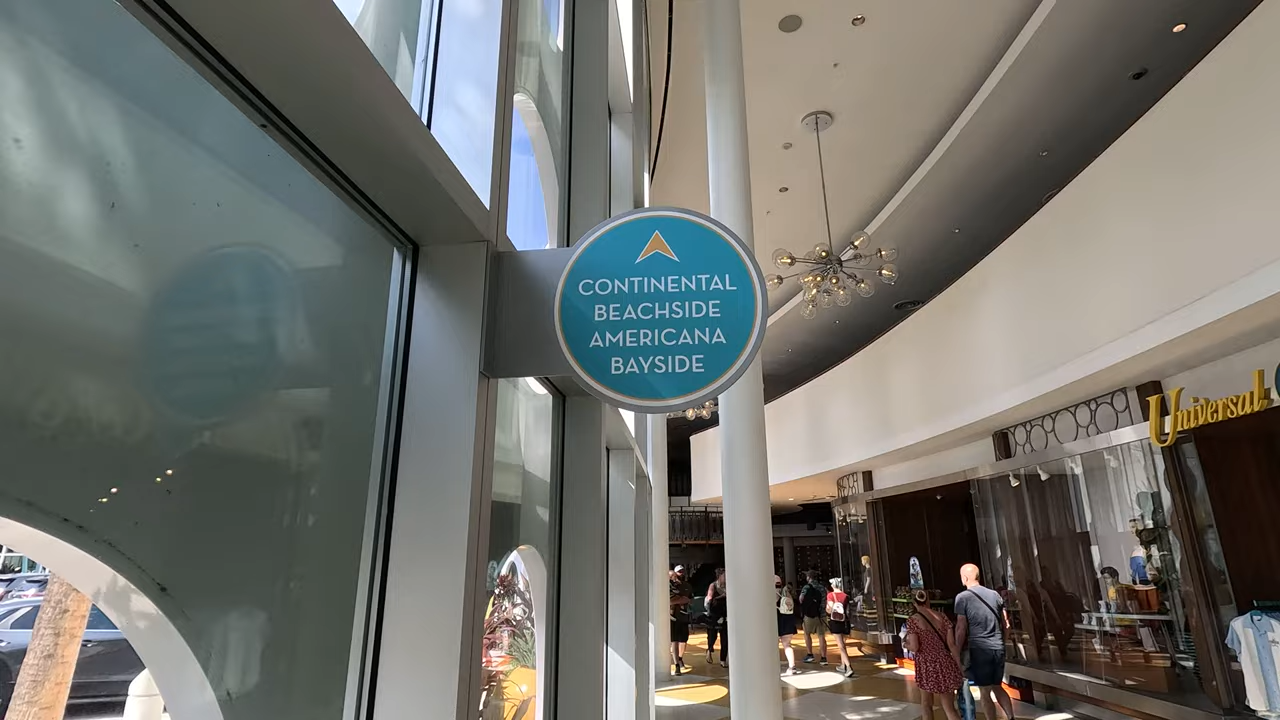 CONTINENTAL
BEACHSIDE
AMERICANA
BAYSIDE
Universal